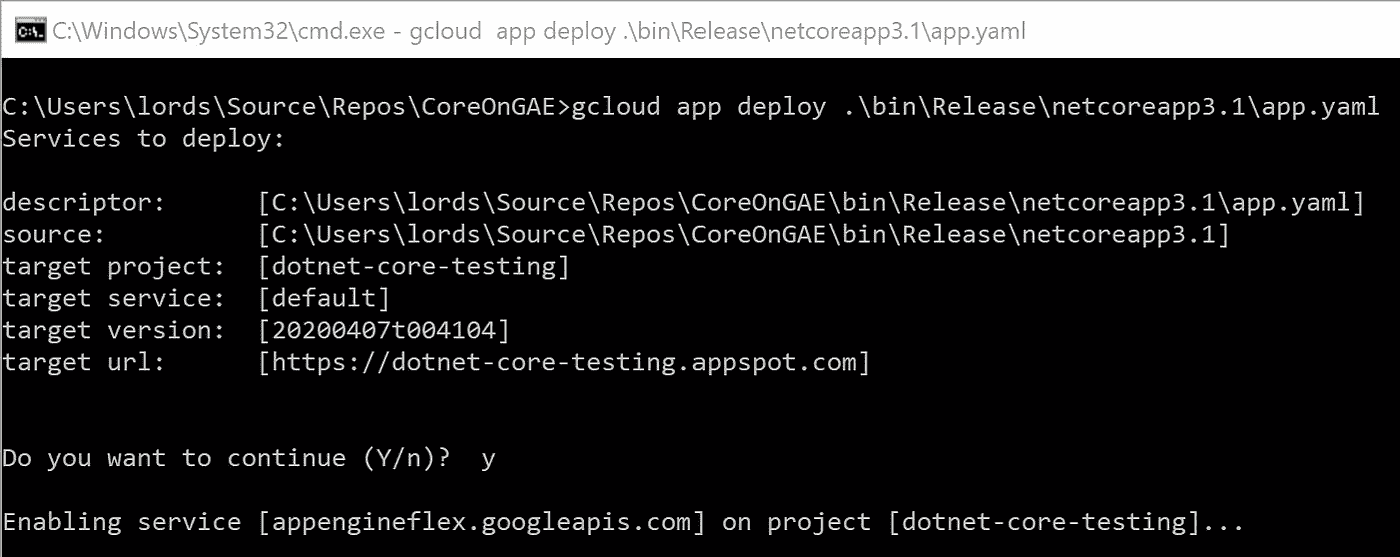 C:\Windows\System32\cmd.exe - gcloud  app deploy .\bin\Release\netcoreapp3.1\app.yaml
C:\Users\lords\Source\Repos\CoreOnGAE>gcloud app deploy .\bin\Release\netcoreapp3.1\app.yaml
Services to deploy:
descriptor:      [C:\Users\lords\Source\Repos\CoreOnGAE\bin\Release\netcoreapp3.1\app.yaml]
source:          [C:\Users\lords\Source\Repos\CoreOnGAE\bin\Release\netcoreapp3.1]
target project:  [dotnet-core-testing]
target service:  [default]
target version:  [20200407t004104]
target url:      [https://dotnet-core-testing.appspot.com]
Do you want to continue (Y/n)?  y
Enabling service [appengineflex.googleapis.com] on project [dotnet-core-testing]...